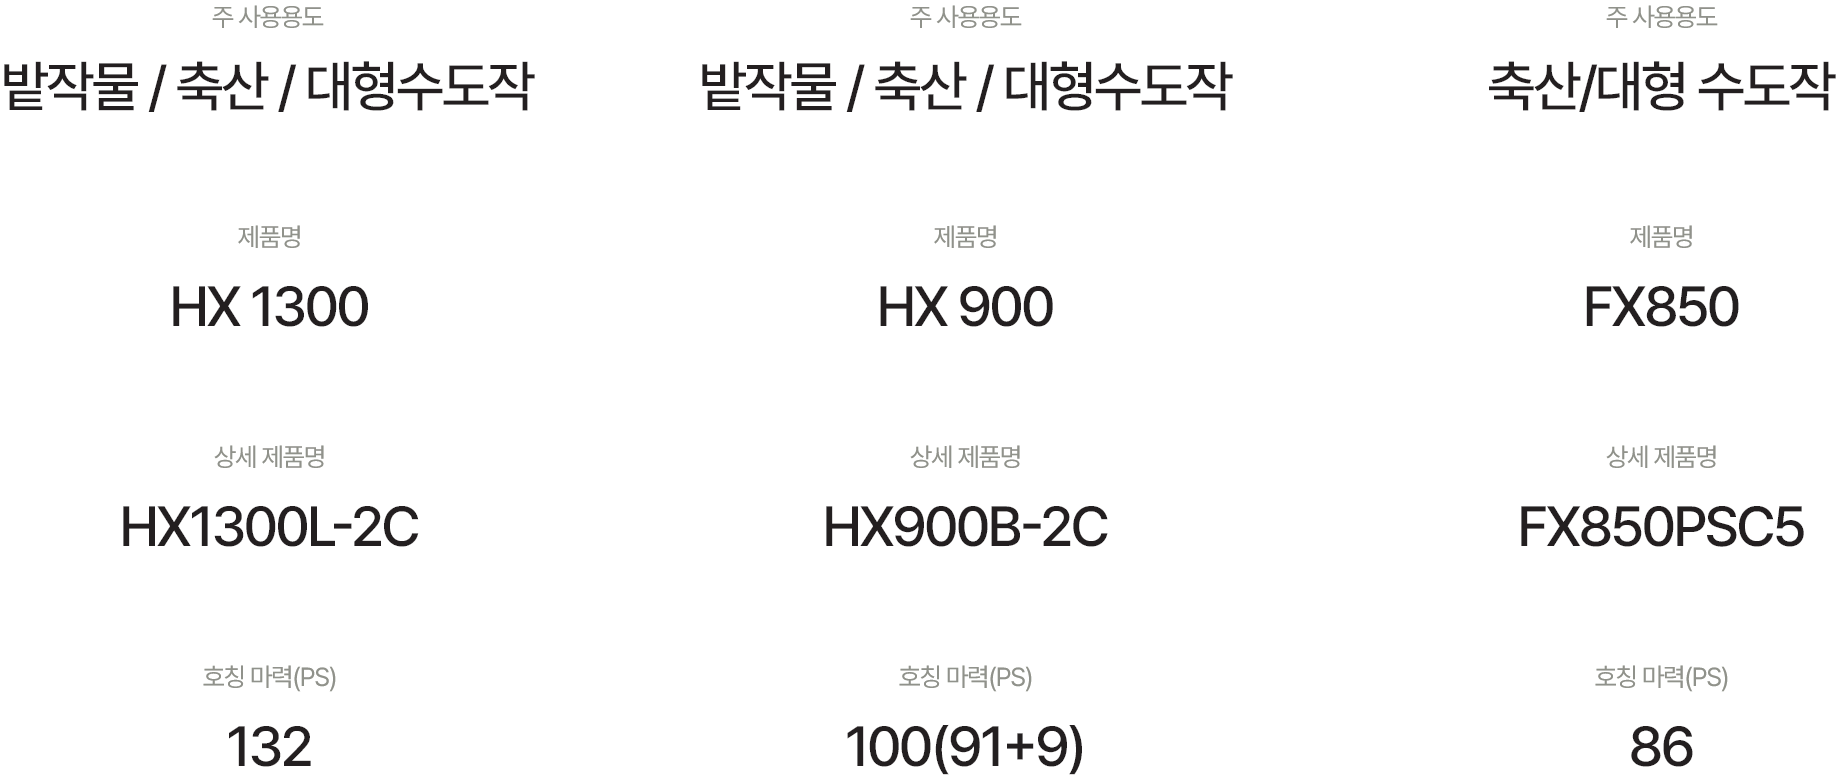 주 사용용도 주 사용용도 주 사용용도
밭작물 / 축산 / 대형수도작 밭작물 / 축산 / 대형수도작 축산/대형 수도작
제품명 제품명 제품명
HX 1300 HX 900 FX850
상세 제품명 상세 제품명 상세 제품명
HX1300L-2C HX900B-2C FX850PSC5
호칭 마력(PS) 호칭 마력(PS) 호칭 마력(PS)
132 100(91+9) 86